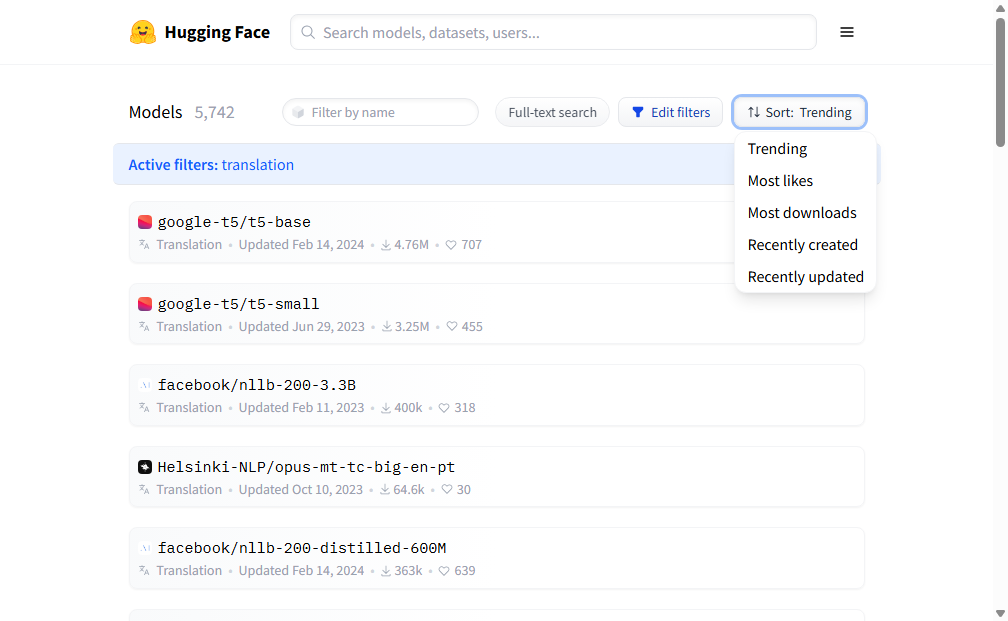 Hugging Face
Search models, datasets, users...
Models 5,742
Filter by name
Full-text search
Edit filters
Sort: Trending
Trending
Most likes
Most downloads
Recently created
Recently updated
Active filters: translation
google-t5/t5-base
Translation • Updated Feb 14, 2024 • 4.76M • 707
google-t5/t5-small
Translation • Updated Jun 29, 2023 • 3.25M • 455
facebook/nllb-200-3.3B
Translation • Updated Feb 11, 2023 • 400k • 318
Helsinki-NLP/opus-mt-tc-big-en-pt
Translation • Updated Oct 10, 2023 • 64.6k • 30
facebook/nllb-200-distilled-600M
Translation • Updated Feb 14, 2024 • 363k • 639